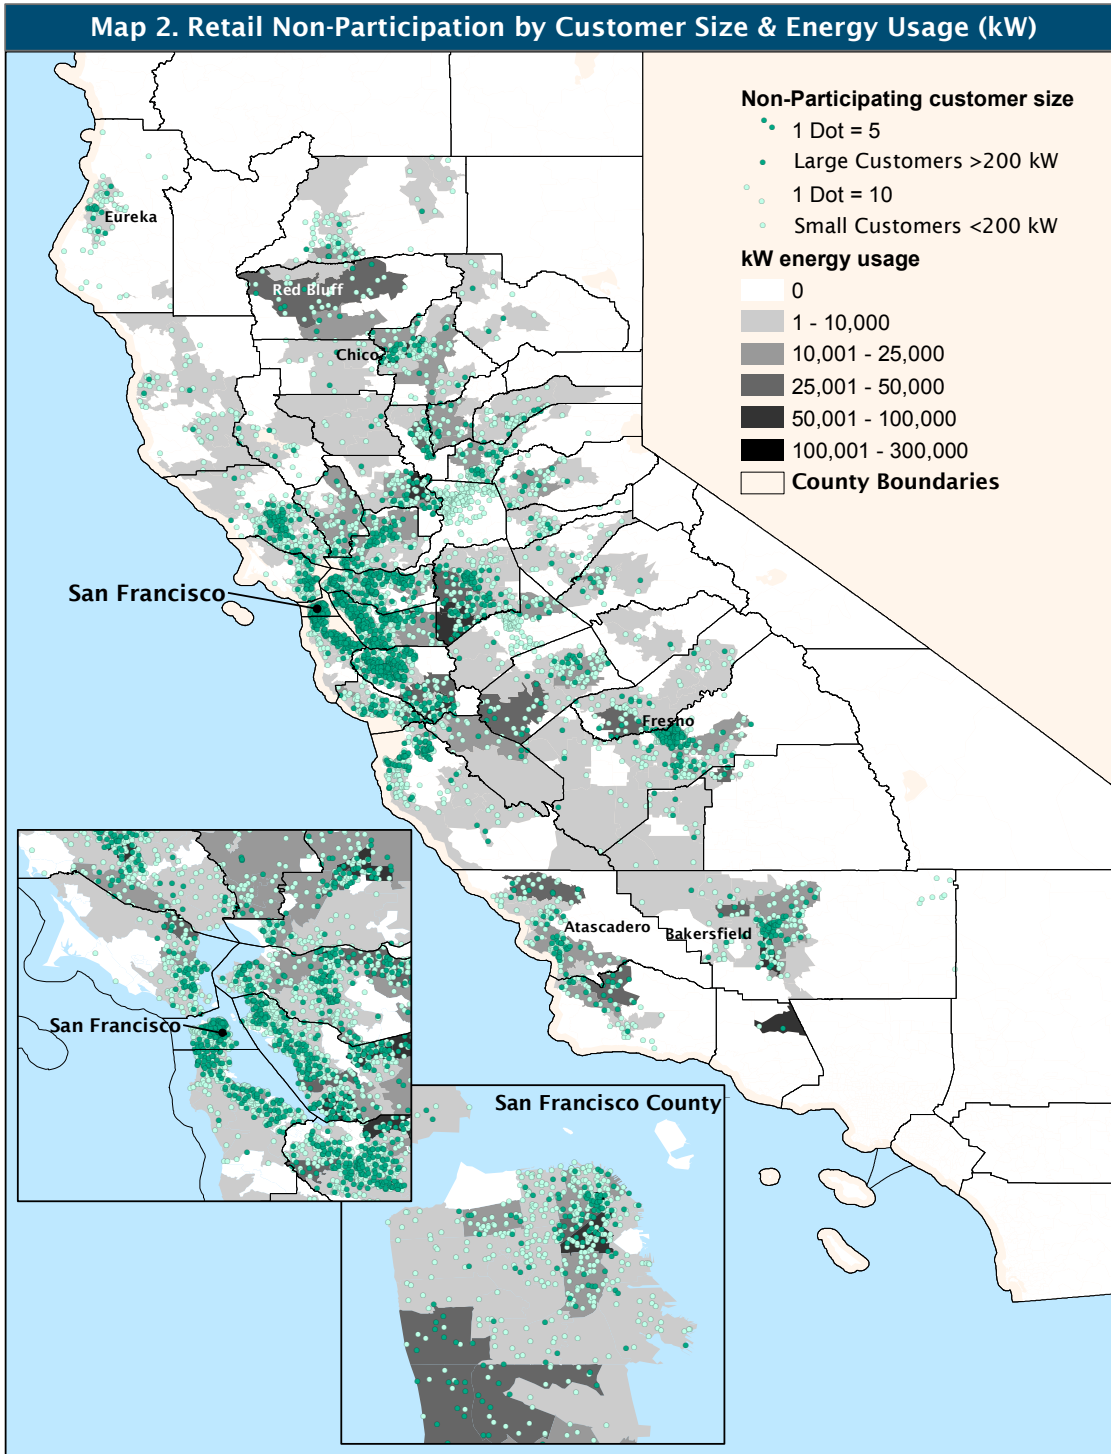 Map 2. Retail Non-Participation by Customer Size & Energy Usage (kW)
Non-Participating customer size
1 Dot = 5
Large Customers >200 kW
1 Dot = 10
Small Customers <200 kW
kW energy usage
0
1 - 10,000
10,001 - 25,000
25,001 - 50,000
50,001 - 100,000
100,001 - 300,000
County Boundaries
Eureka
Red Bluff
Chico
San Francisco
Fresno
Atascadero
Bakersfield
San Francisco
San Francisco County